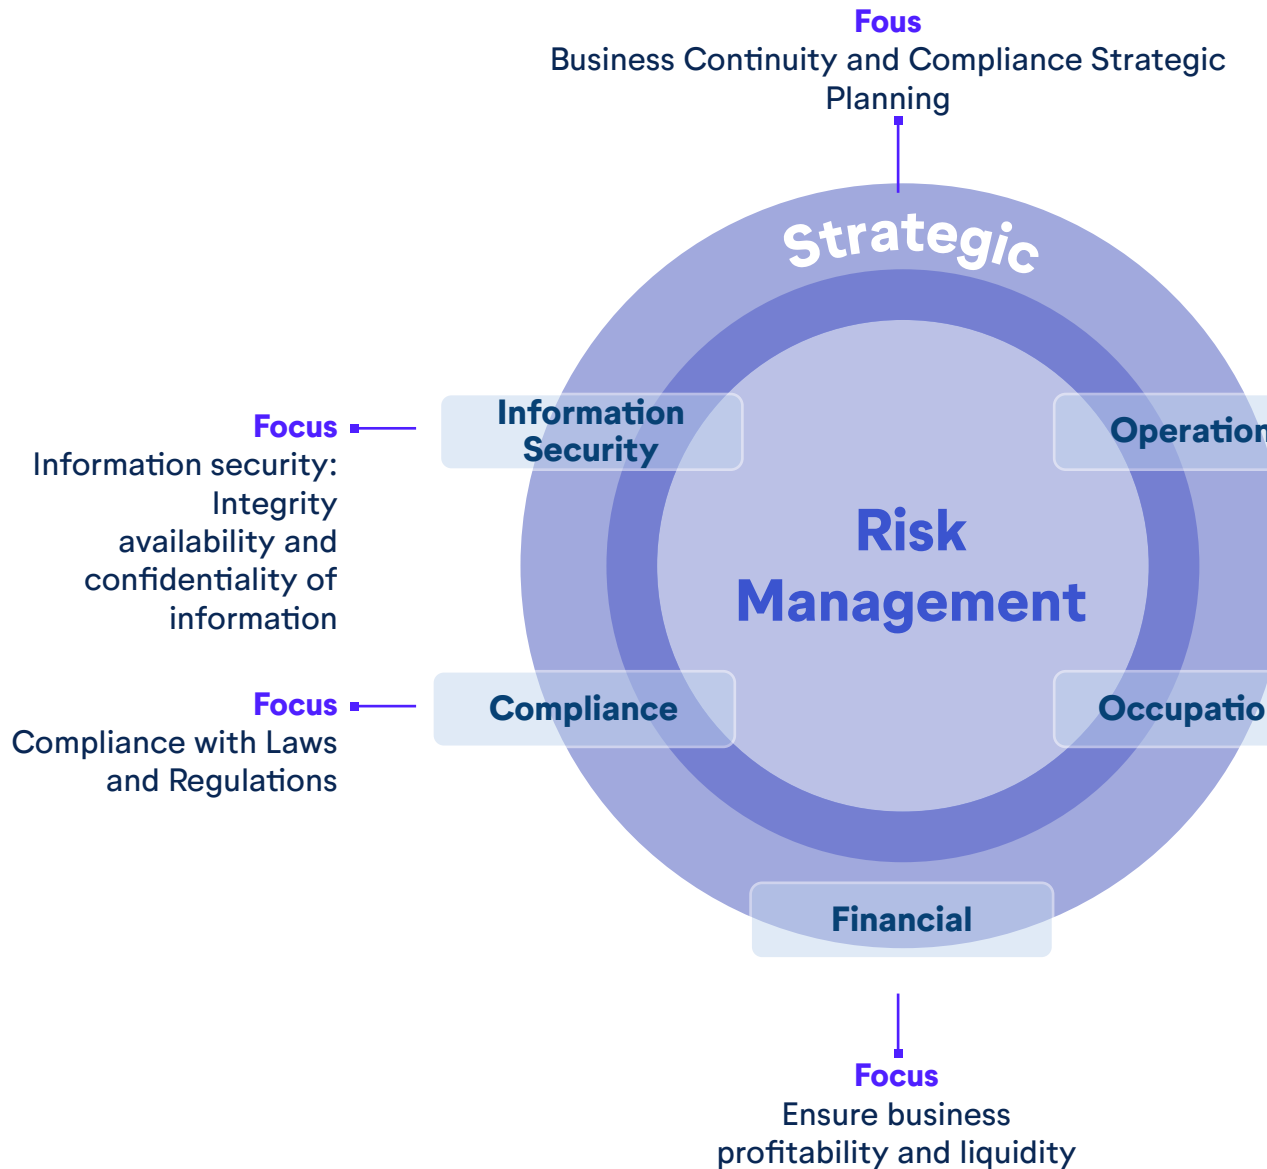 Fous
Business Continuity and Compliance Strategic
Planning
Strategic
Information
Security
Operation
Focus
Information security:
Integrity
availability and
confidentiality of
information
Risk
Management
Focus
Compliance with Laws
and Regulations
Compliance
Occupatio
Financial
Focus
Ensure business
profitability and liquidity